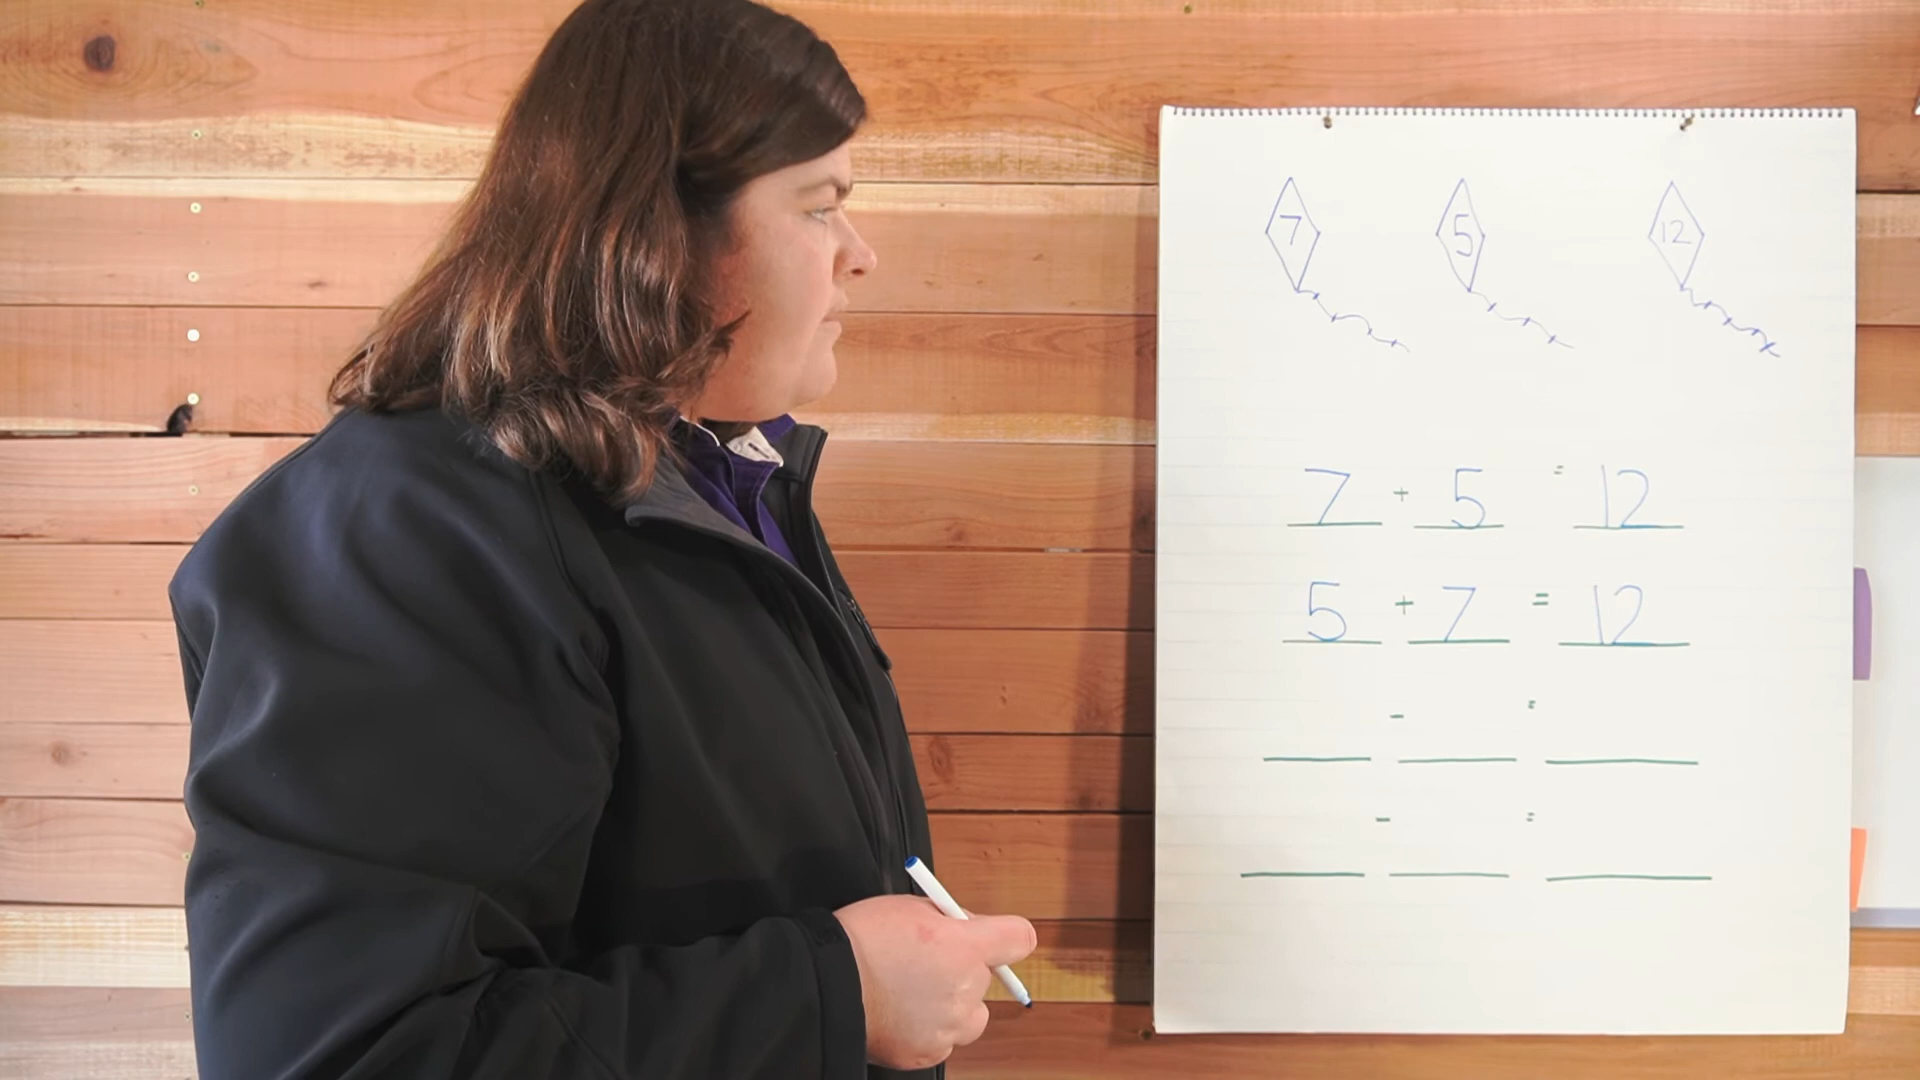 7 5 12
7 + 5 = 12
5 + 7 = 12
- =
- =